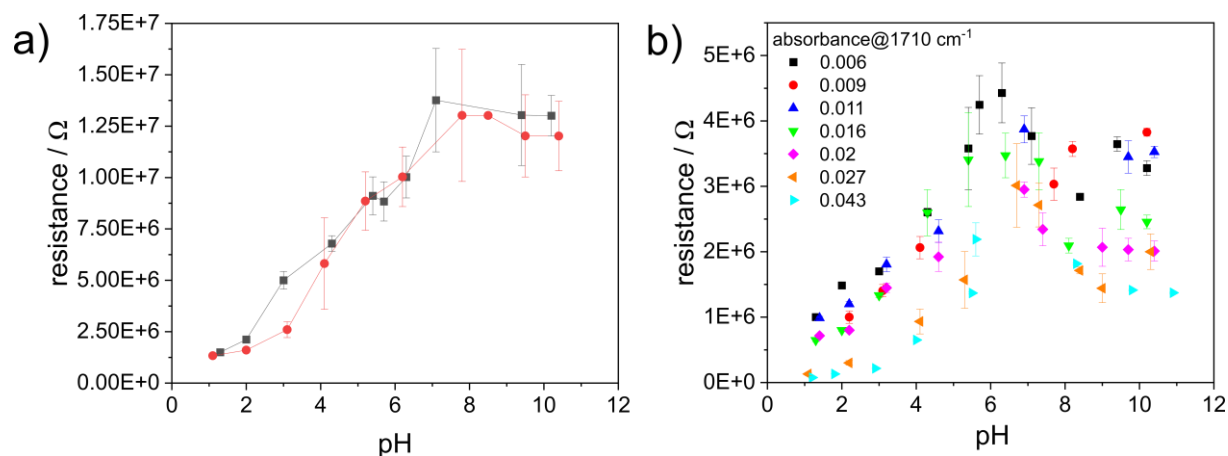 a)
resistance / Ω
1.75E+7
1.50E+7
1.25E+7
1.00E+7
7.50E+6
5.00E+6
2.50E+6
0.00E+0
0 2 4 6 8 10 12
pH
b)
resistance / Ω
5E+6
4E+6
3E+6
2E+6
1E+6
0E+0
absorbance@1710 cm⁻¹
0.006
0.009
0.011
0.016
0.02
0.027
0.043
0 2 4 6 8 10 12
pH